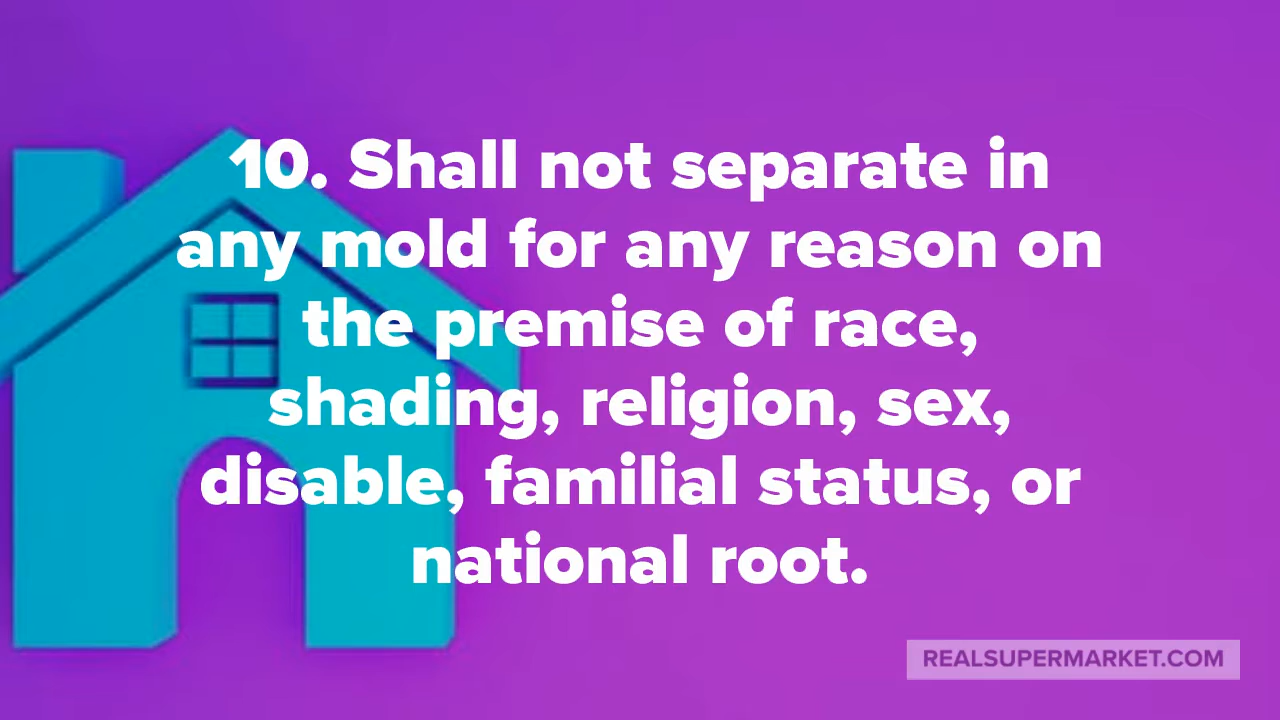 10. Shall not separate in
any mold for any reason on
the premise of race,
shading, religion, sex,
disable, familial status, or
national root.
REALSUPERMARKET.COM